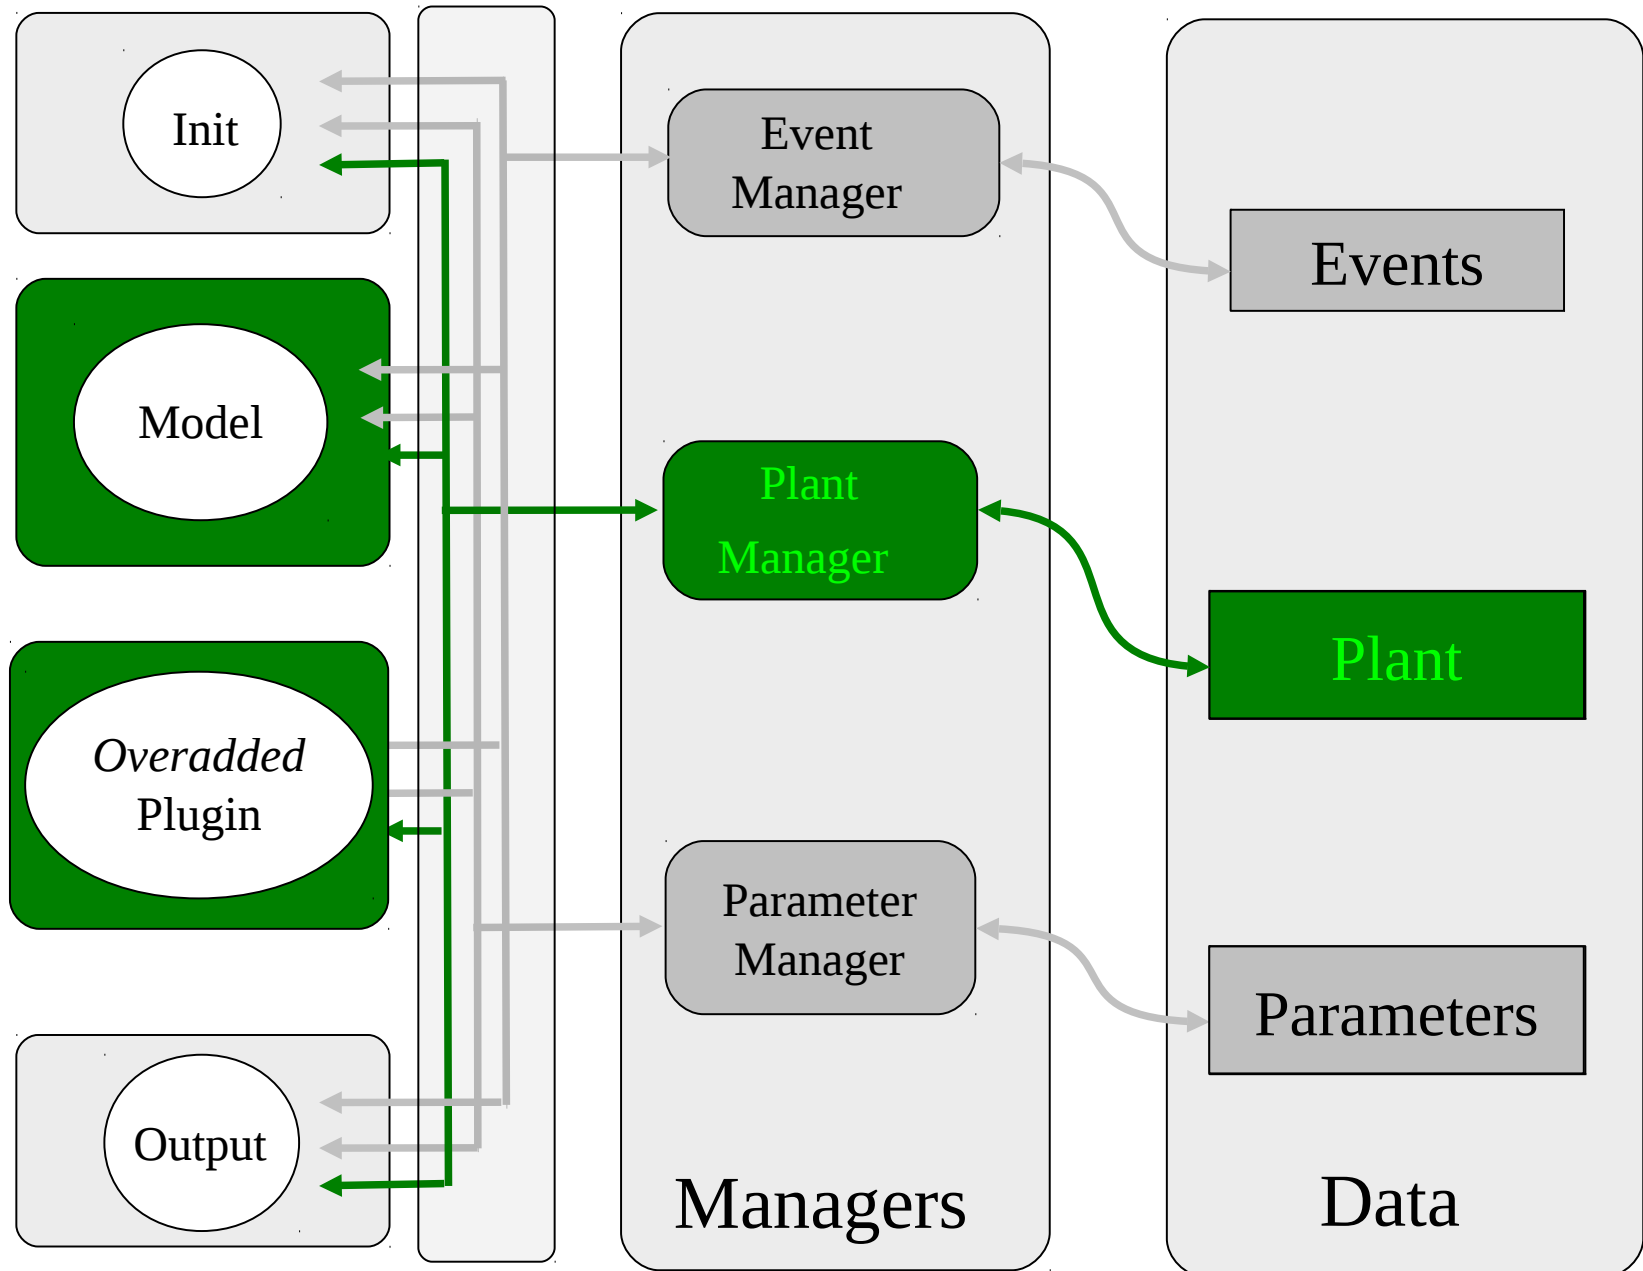 Init
Model
Overadded
Plugin
Output
Event
Manager
Plant
Manager
Parameter
Manager
Managers
Events
Plant
Parameters
Data